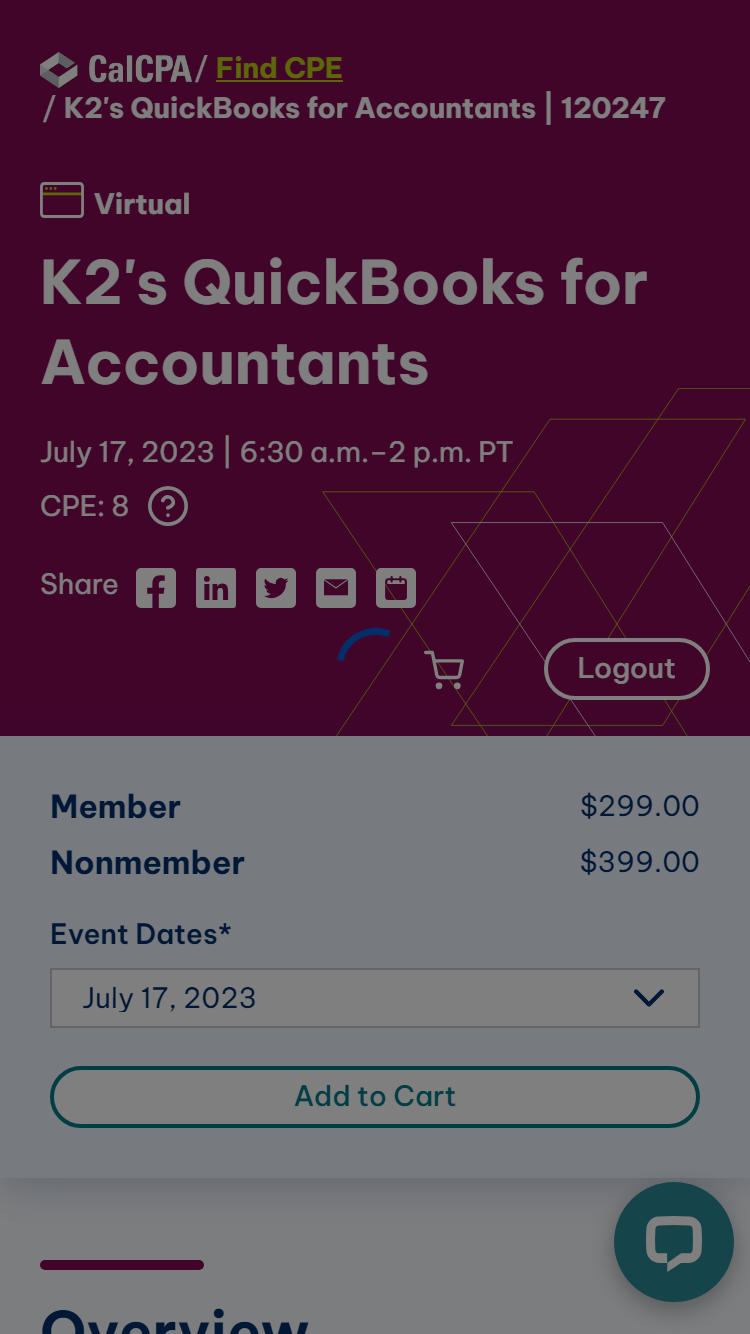 CalCPA / Find CPE
/ K2's QuickBooks for Accountants | 120247
Virtual
K2's QuickBooks for
Accountants
July 17, 2023 | 6:30 a.m.–2 p.m. PT
CPE: 8 ?
Share
Logout
Member $299.00
Nonmember $399.00
Event Dates*
July 17, 2023
Add to Cart
Overview